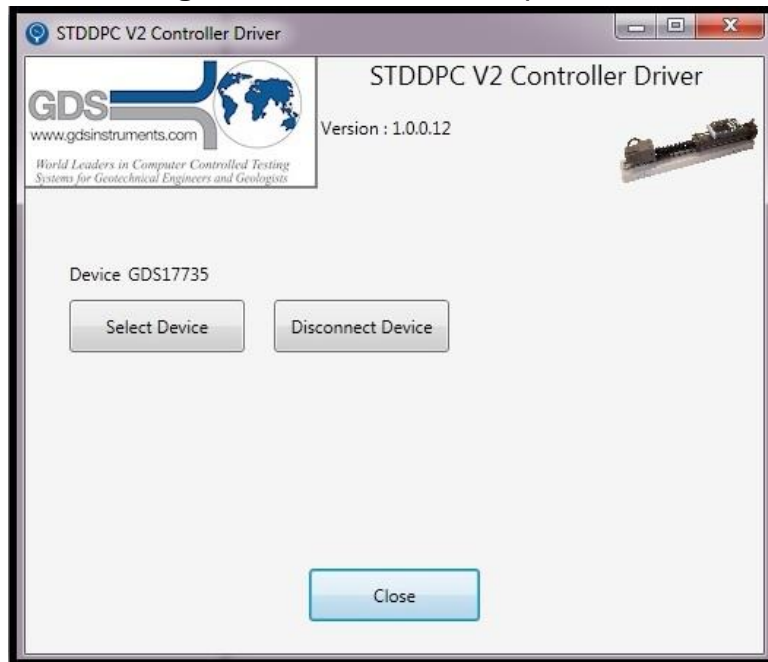 STDDPC V2 Controller Driver
GDS
www.gdsinstruments.com
World Leaders in Computer Controlled Testing
Systems for Geotechnical Engineers and Geologists
STDDPC V2 Controller Driver
Version : 1.0.0.12
Device GDS17735
Select Device
Disconnect Device
Close